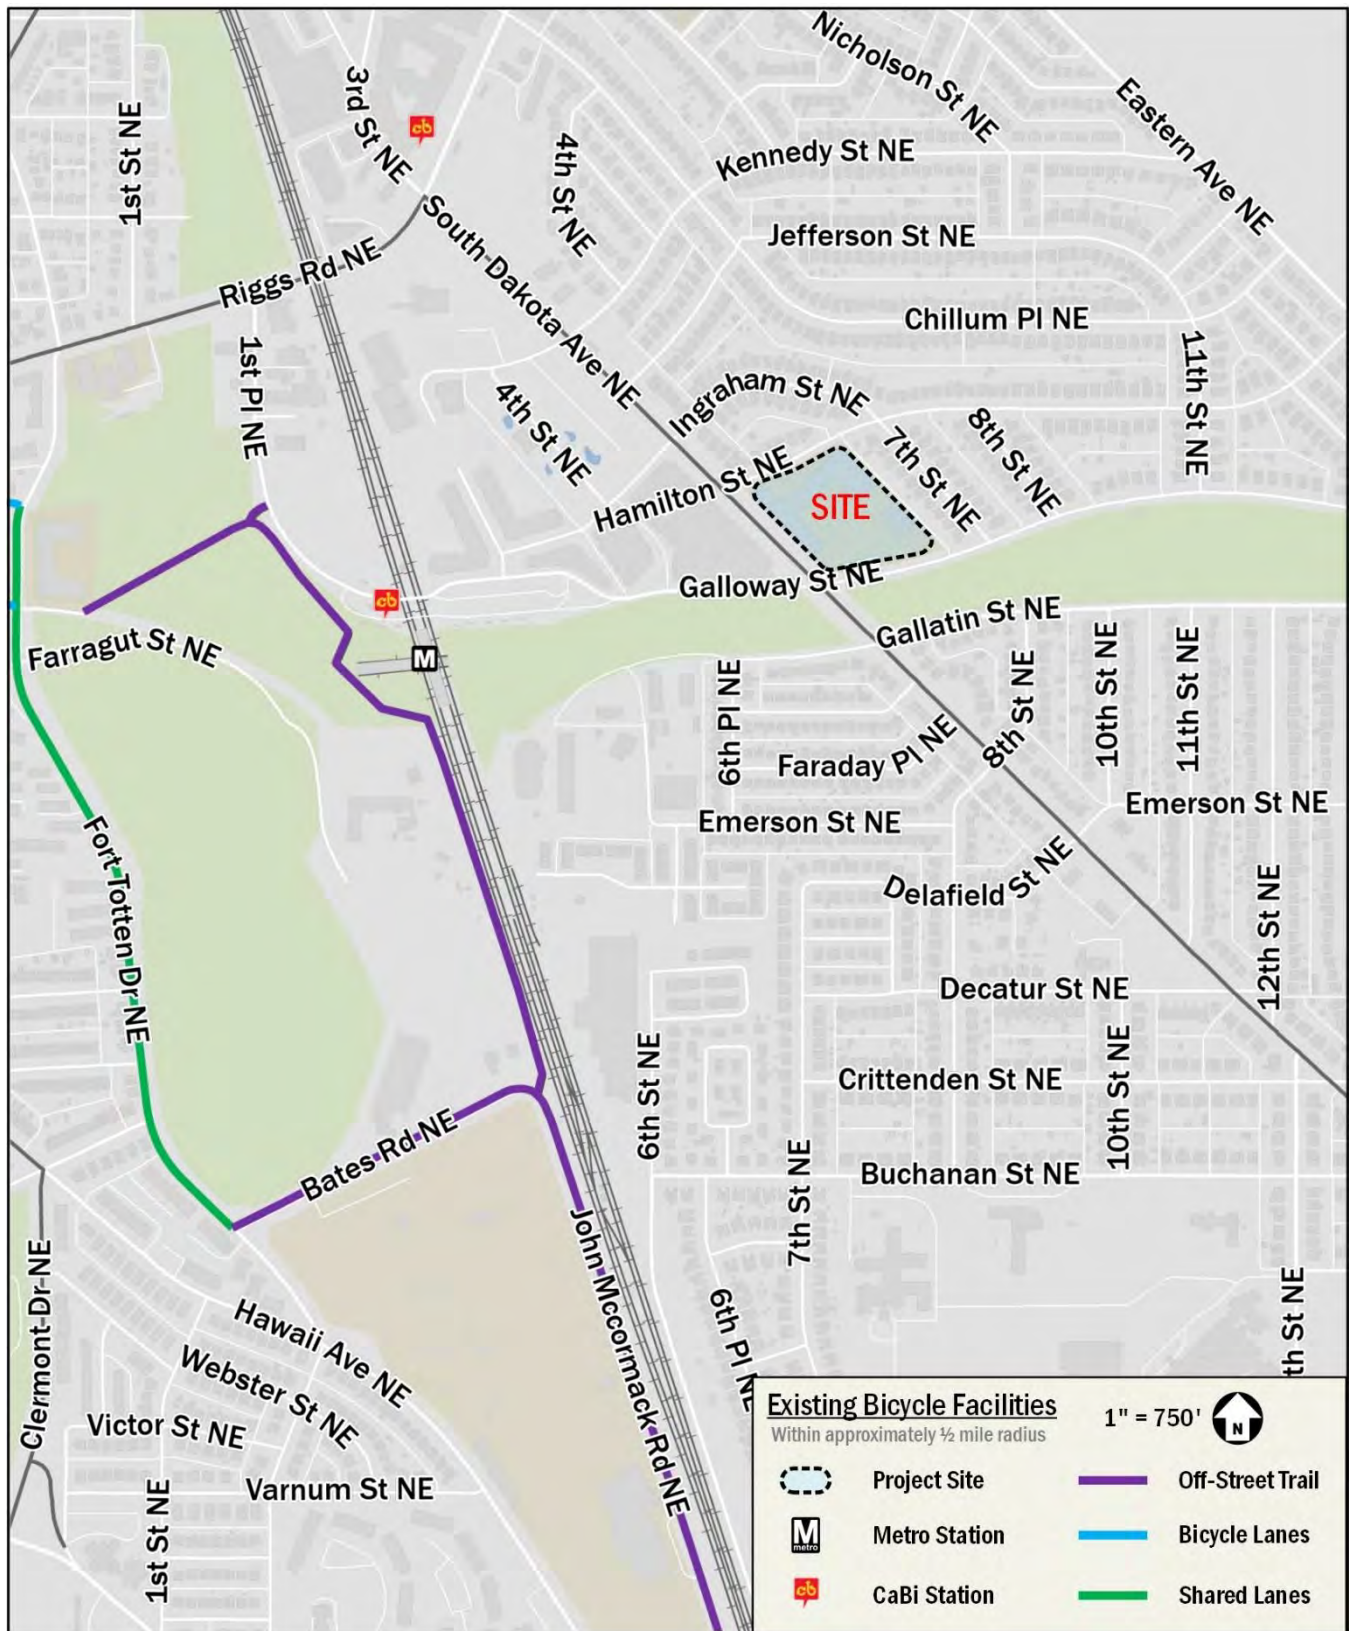 Nicholson St NE
Eastern Ave NE
3rd St NE
cb
1st St NE
4th St NE
Kennedy St NE
South Dakota Ave NE
Jefferson St NE
Riggs Rd NE
Chillum Pl NE
1st Pl NE
11th St NE
Ingraham St NE
4th St NE
8th St NE
7th St NE
Hamilton St NE
SITE
Galloway St NE
cb
Gallatin St NE
Farragut St NE
M
6th Pl NE
8th St NE
10th St NE
11th St NE
Faraday Pl NE
Emerson St NE
Emerson St NE
Fort Totten Dr NE
Delafield St NE
12th St NE
Decatur St NE
6th St NE
Crittenden St NE
10th St NE
Bates Rd NE
7th St NE
Buchanan St NE
John Mccormack Rd NE
Clermont Dr NE
Hawaii Ave NE
6th Pl NE
th St NE
Webster St NE
Victor St NE
Varnum St NE
1st St NE
Existing Bicycle Facilities
1" = 750'
N
Within approximately ½ mile radius
Project Site
Off-Street Trail
M
metro
Metro Station
Bicycle Lanes
cb
CaBi Station
Shared Lanes